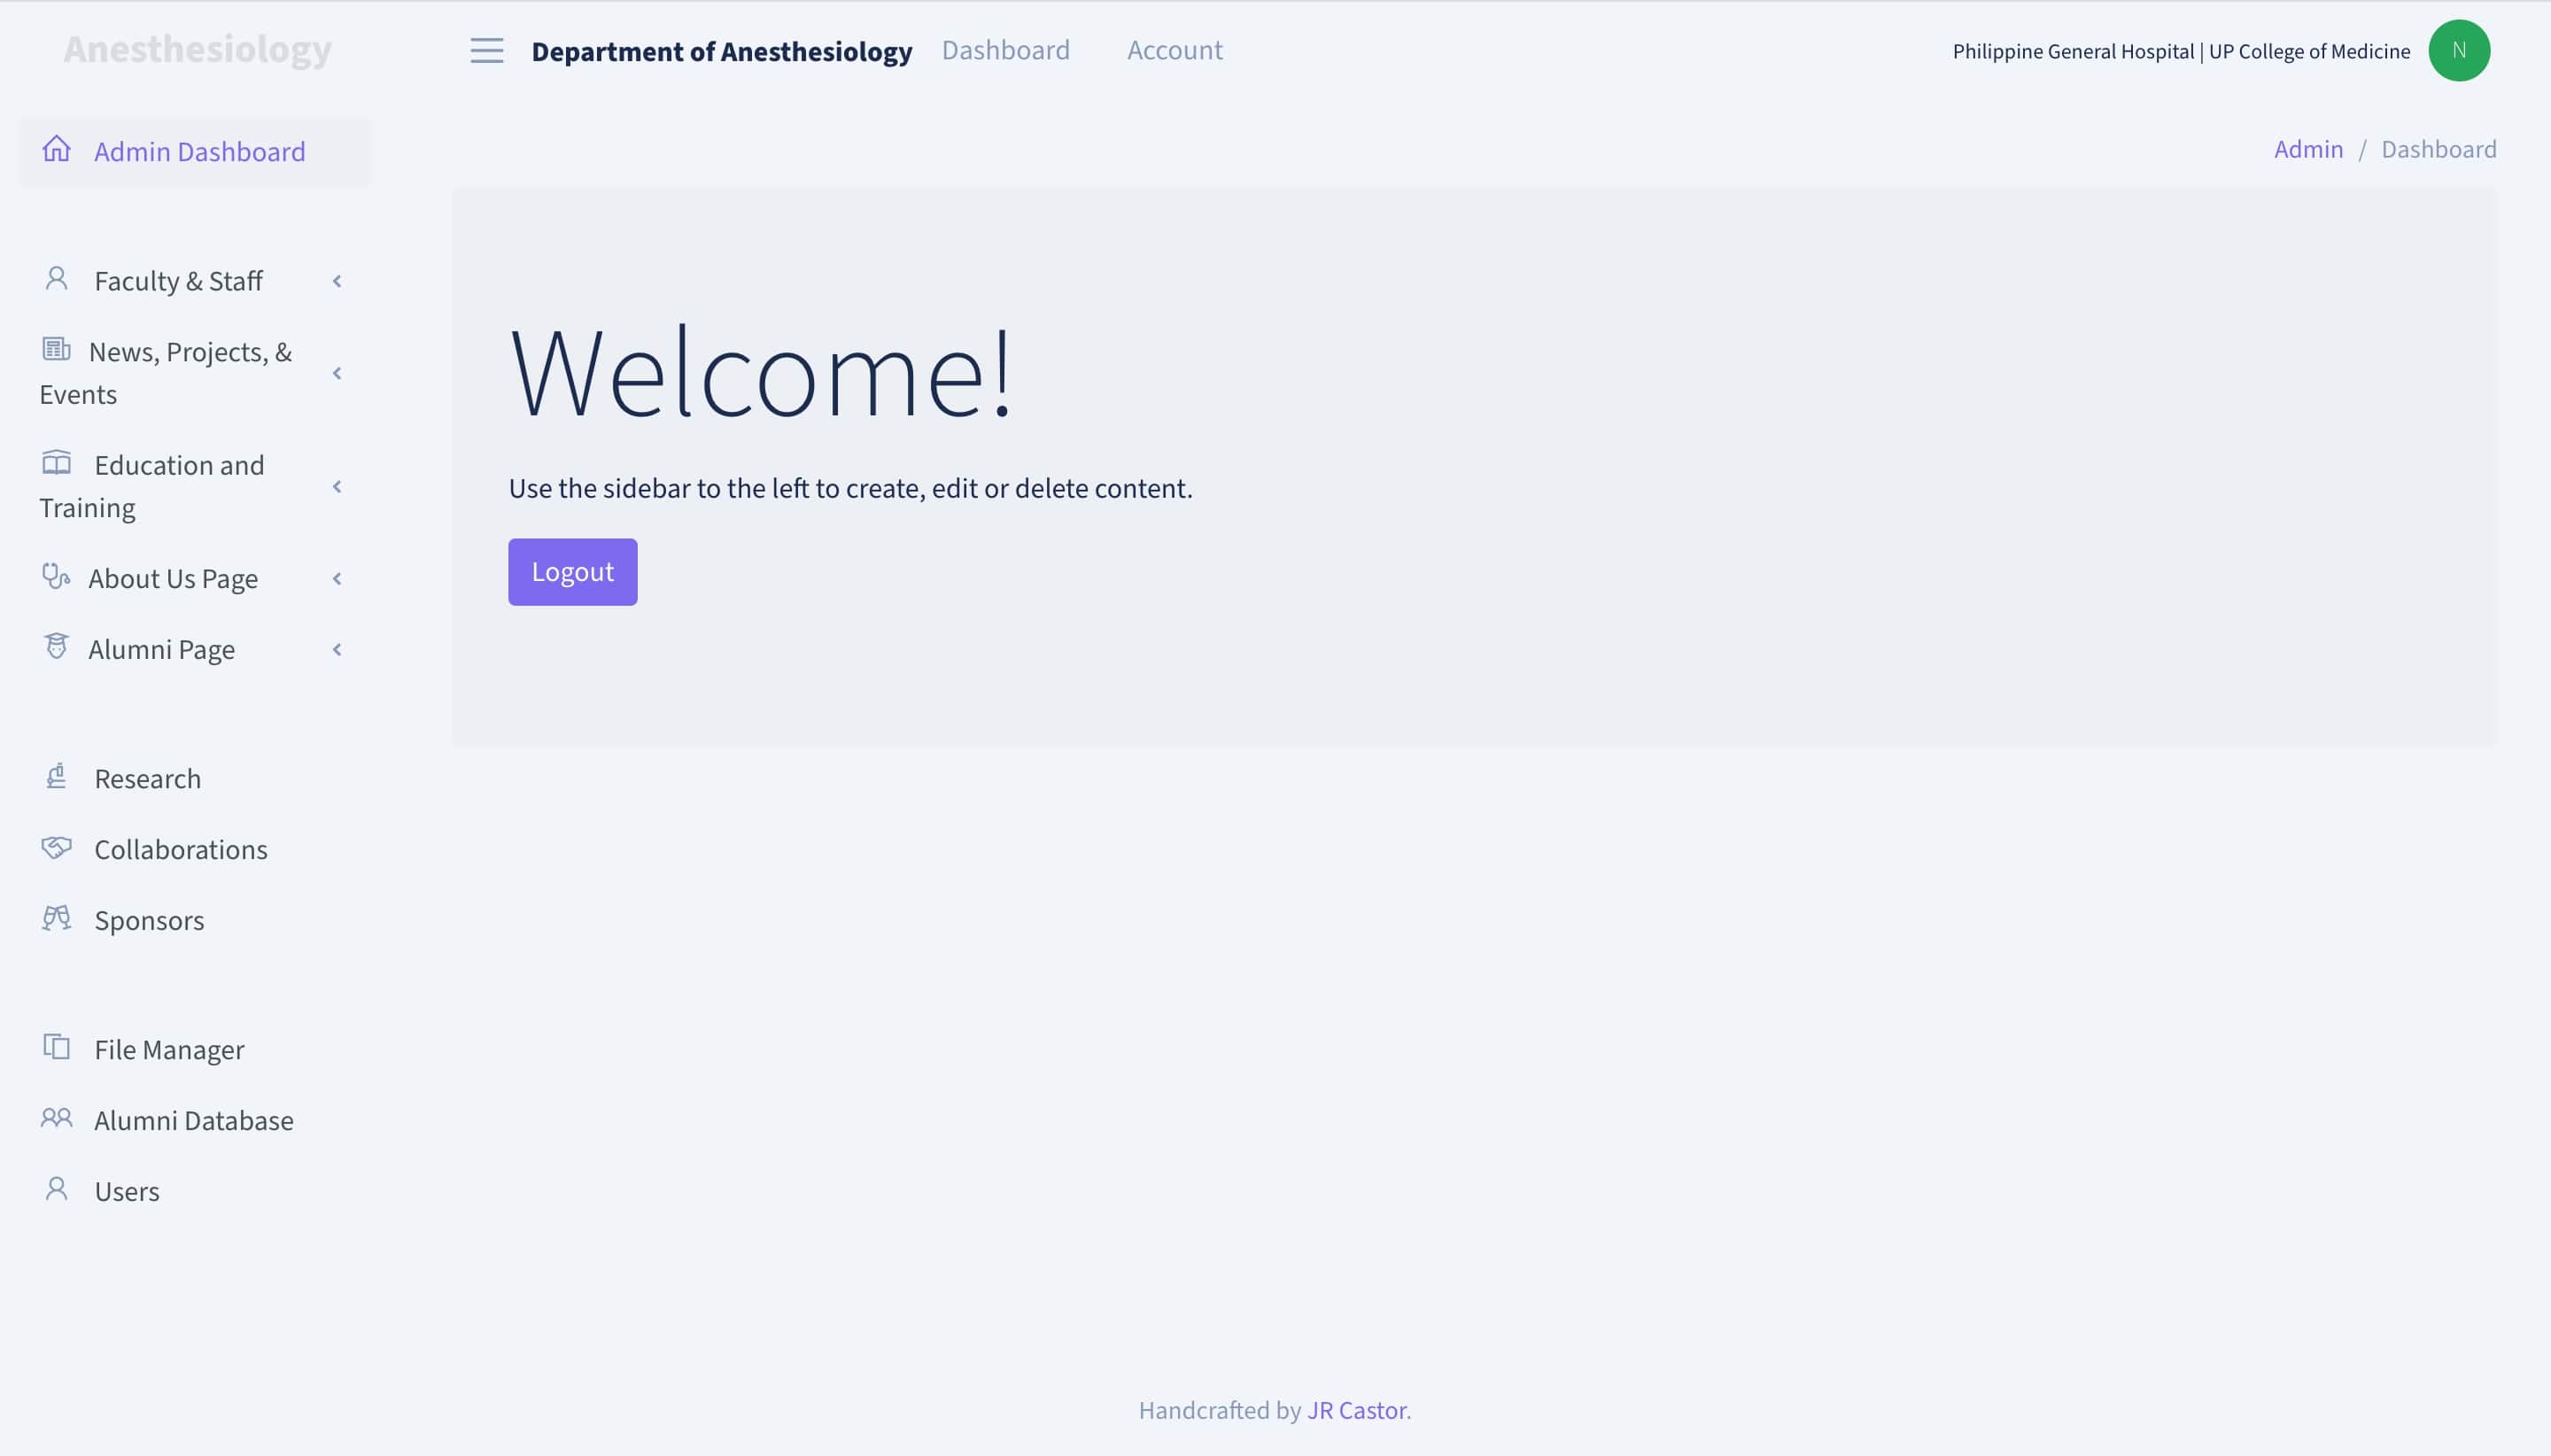 Anesthesiology
Department of Anesthesiology
Dashboard
Account
Philippine General Hospital | UP College of Medicine
N
Admin Dashboard
Admin / Dashboard
Faculty & Staff
News, Projects, &
Events
Education and
Training
About Us Page
Alumni Page
Research
Collaborations
Sponsors
File Manager
Alumni Database
Users
Welcome!
Use the sidebar to the left to create, edit or delete content.
Logout
Handcrafted by JR Castor.